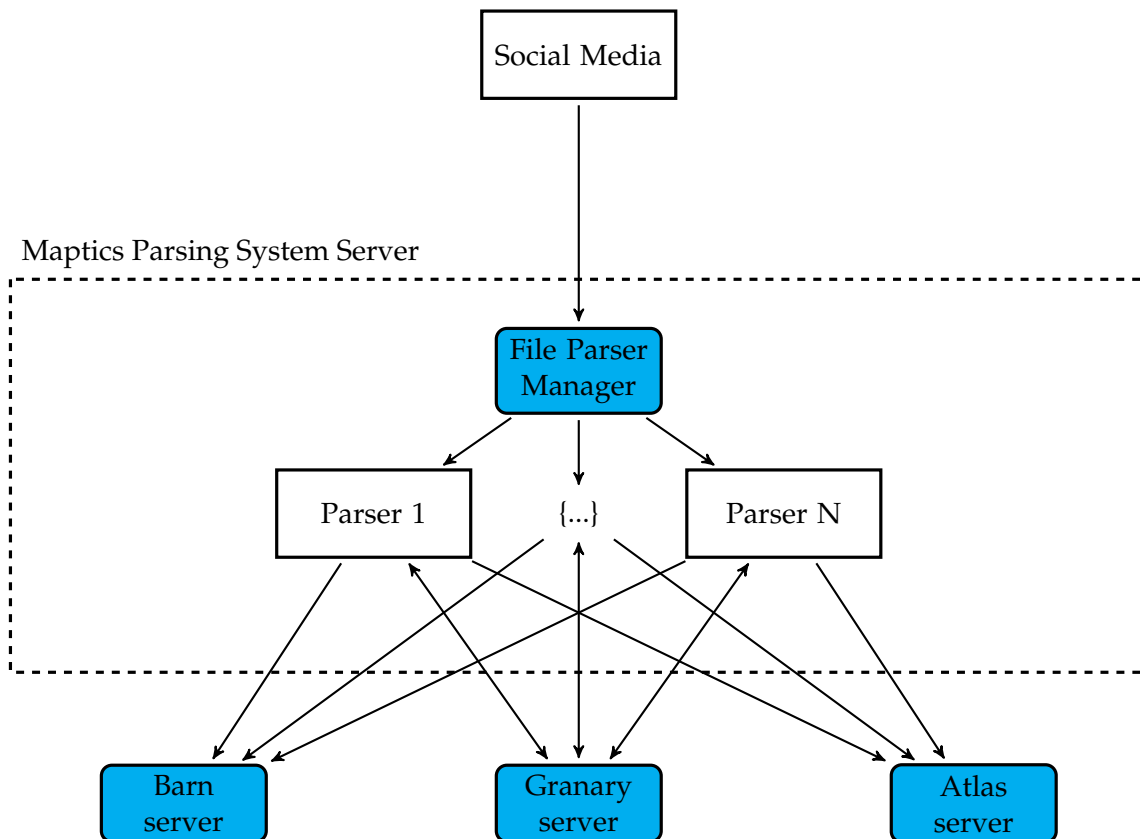 Social Media
Maptics Parsing System Server
File Parser
Manager
Parser 1
{...}
Parser N
Barn
server
Granary
server
Atlas
server